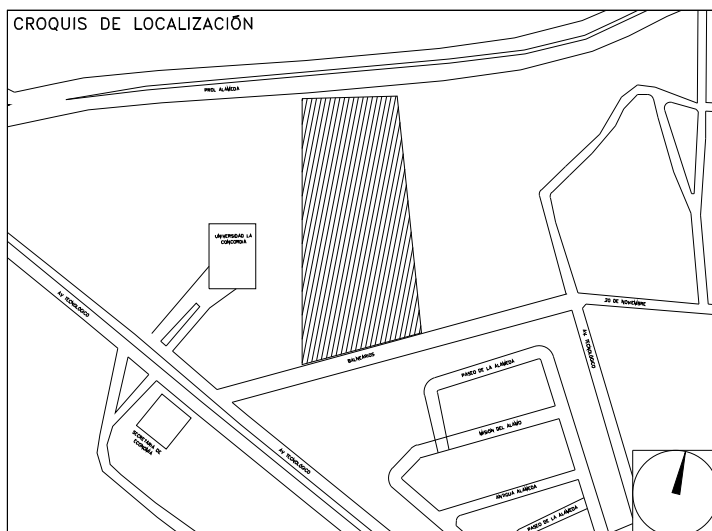 CROQUIS DE LOCALIZACIÓN
PROL ALAMEDA
UNIVERSIDAD LA
CONCORDIA
AV. TECNOLOGICO
20 DE NOVIEMBRE
BALNEARIOS
AV. TECNOLOGICO
PASEO DE LA ALAMEDA
SECRETARIA DE
ECONOMIA
MISION DEL ALAMO
AV. TECNOLOGICO
ANTIGUA ALAMEDA
PASEO DE LA ALAMEDA